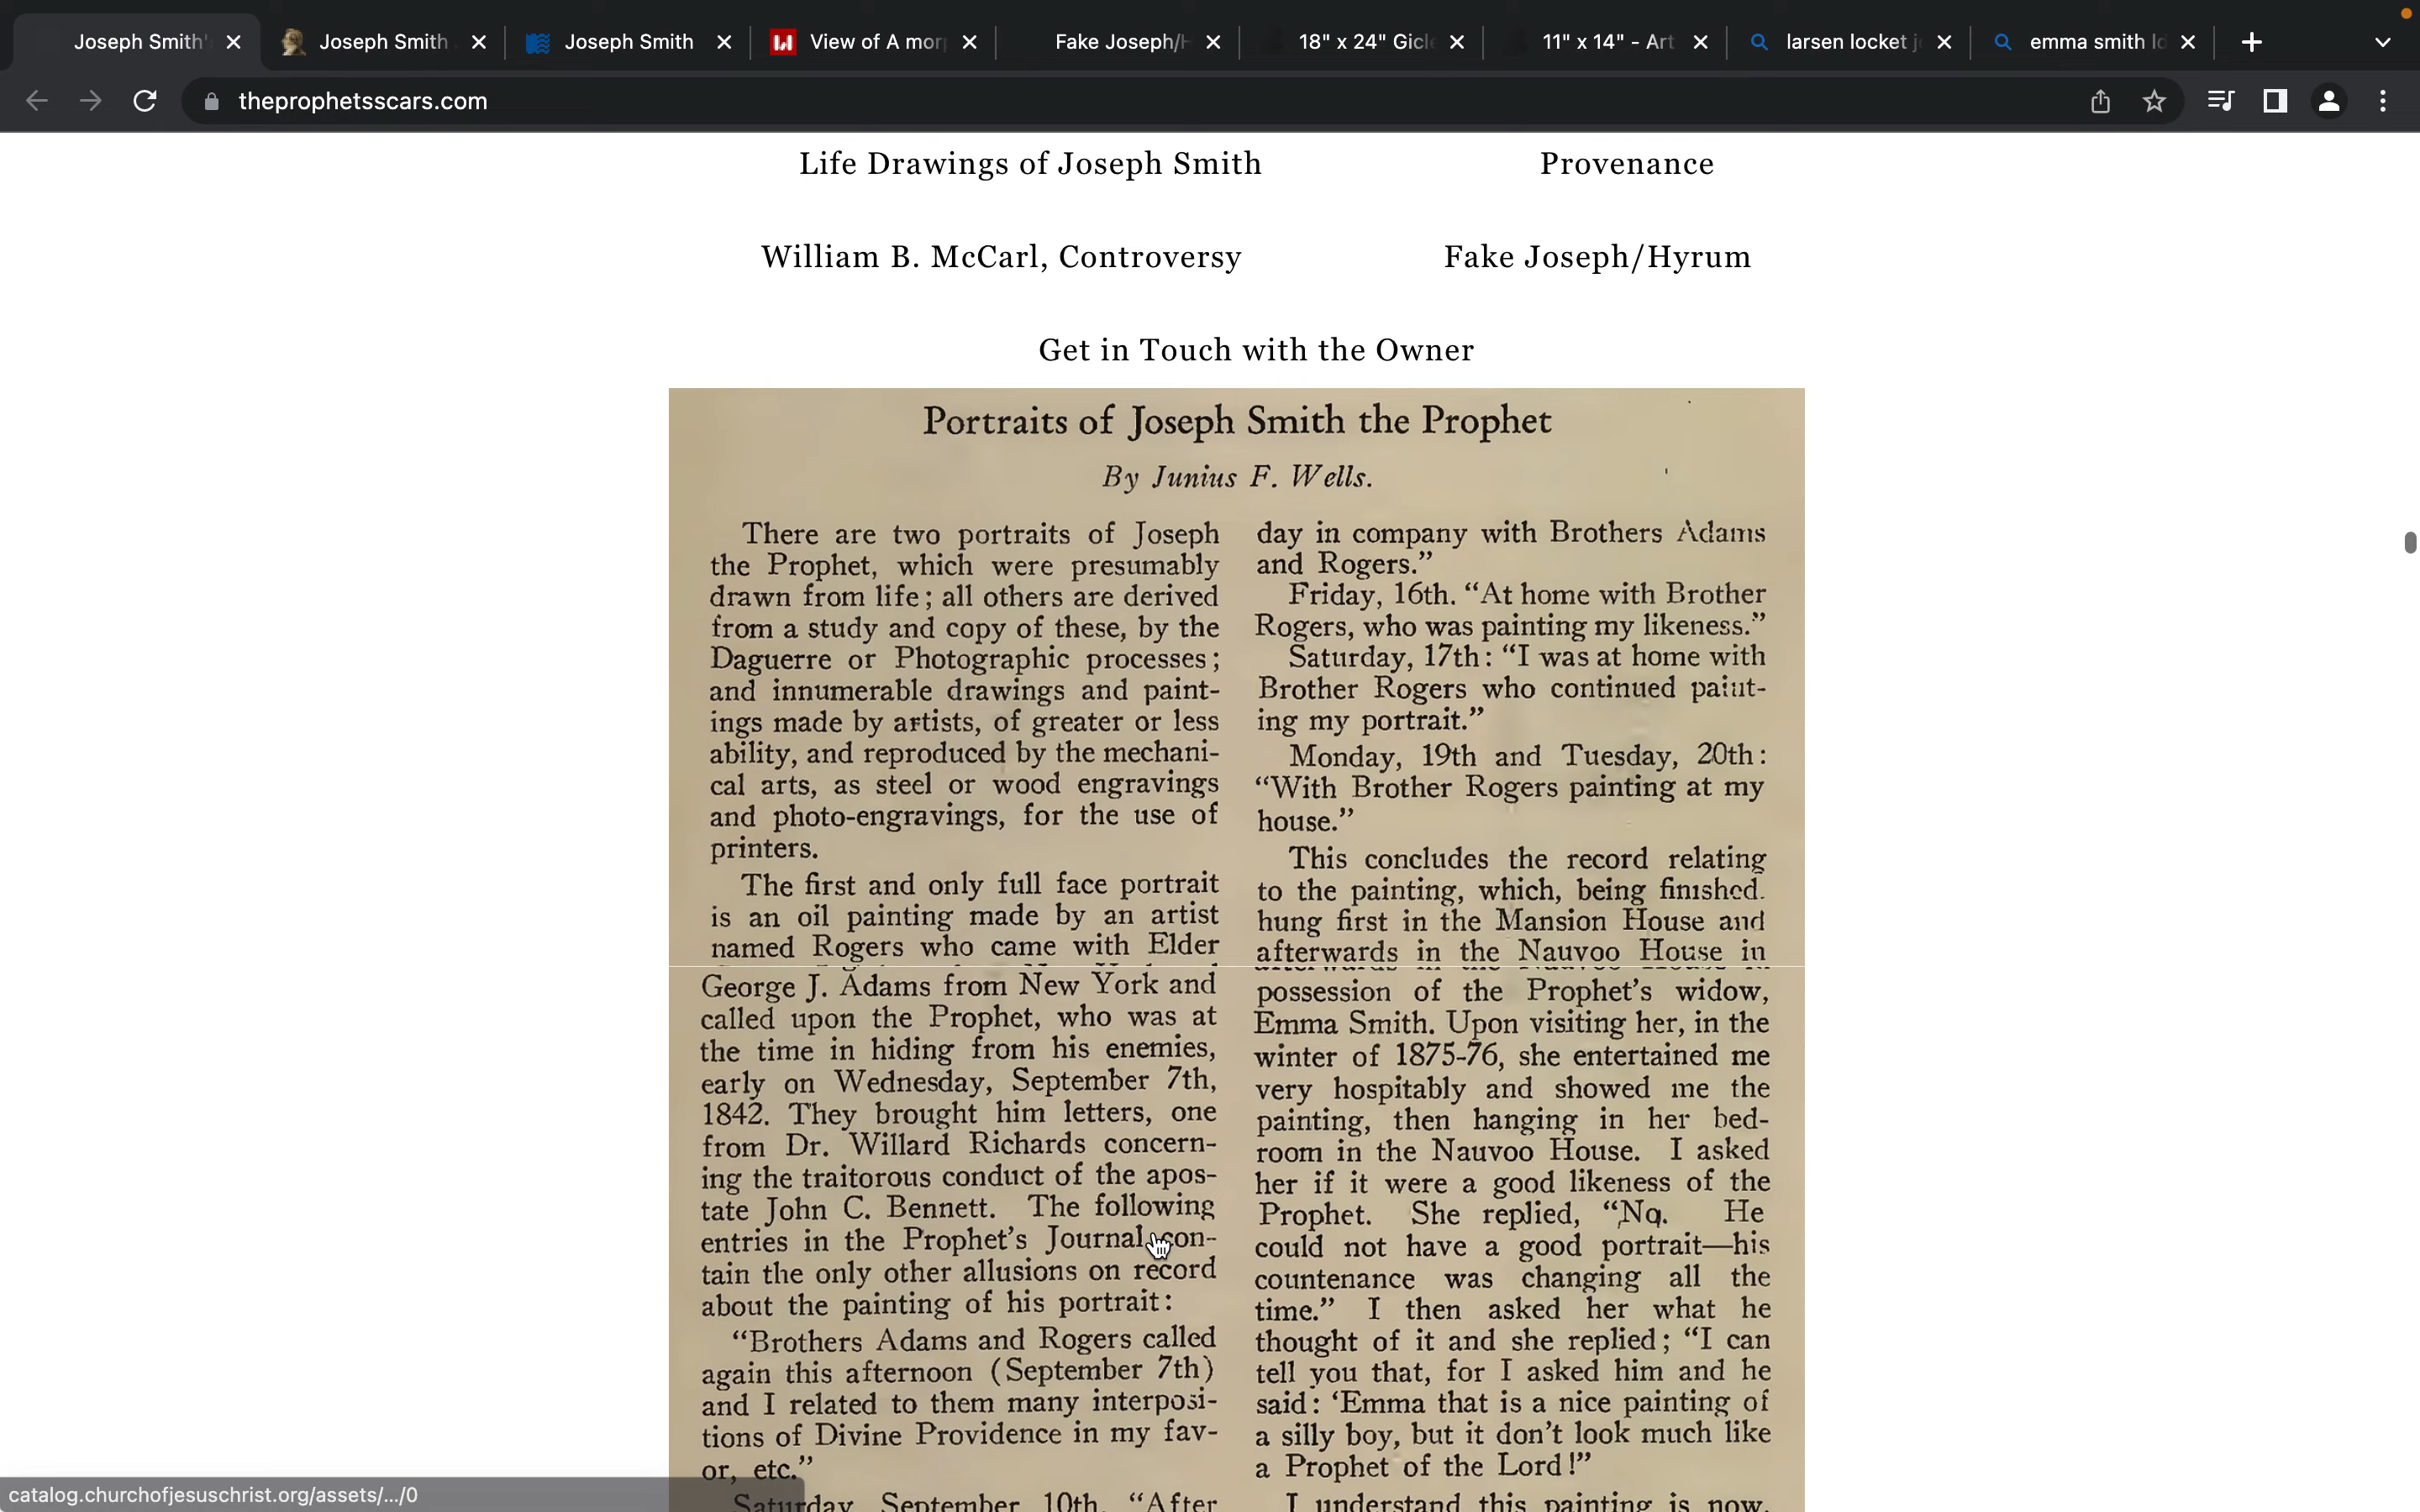 Joseph Smith'
Joseph Smith
Joseph Smith
View of A mor
Fake Joseph/H
18" x 24" Gicle
11" x 14" - Art
larsen locket j
emma smith lo
theprophetsscars.com
Life Drawings of Joseph Smith
Provenance
William B. McCarl, Controversy
Fake Joseph/Hyrum
Get in Touch with the Owner
Portraits of Joseph Smith the Prophet
By Junius F. Wells.
There are two portraits of Joseph
the Prophet, which were presumably
drawn from life; all others are derived
from a study and copy of these, by the
Daguerre or Photographic processes;
and innumerable drawings and paint-
ings made by artists, of greater or less
ability, and reproduced by the mechani-
cal arts, as steel or wood engravings
and photo-engravings, for the use of
printers.
The first and only full face portrait
is an oil painting made by an artist
named Rogers who came with Elder
George J. Adams from New York and
called upon the Prophet, who was at
the time in hiding from his enemies,
early on Wednesday, September 7th,
1842. They brought him letters, one
from Dr. Willard Richards concern-
ing the traitorous conduct of the apos-
tate John C. Bennett. The following
entries in the Prophet's Journal con-
tain the only other allusions on record
about the painting of his portrait:
"Brothers Adams and Rogers called
again this afternoon (September 7th)
and I related to them many interposi-
tions of Divine Providence in my fav-
or, etc."
Saturday September 10th. "After
day in company with Brothers Adams
and Rogers."
Friday, 16th. "At home with Brother
Rogers, who was painting my likeness."
Saturday, 17th: "I was at home with
Brother Rogers who continued paint-
ing my portrait."
Monday, 19th and Tuesday, 20th:
"With Brother Rogers painting at my
house."
This concludes the record relating
to the painting, which, being finished.
hung first in the Mansion House and
afterwards in the Nauvoo House in
possession of the Prophet's widow,
Emma Smith. Upon visiting her, in the
winter of 1875-76, she entertained me
very hospitably and showed me the
painting, then hanging in her bed-
room in the Nauvoo House. I asked
her if it were a good likeness of the
Prophet. She replied, "No. He
could not have a good portrait—his
countenance was changing all the
time." I then asked her what he
thought of it and she replied; "I can
tell you that, for I asked him and he
said: 'Emma that is a nice painting of
a silly boy, but it don't look much like
a Prophet of the Lord!"
I understand this painting is now,
catalog.churchofjesuschrist.org/assets/.../0